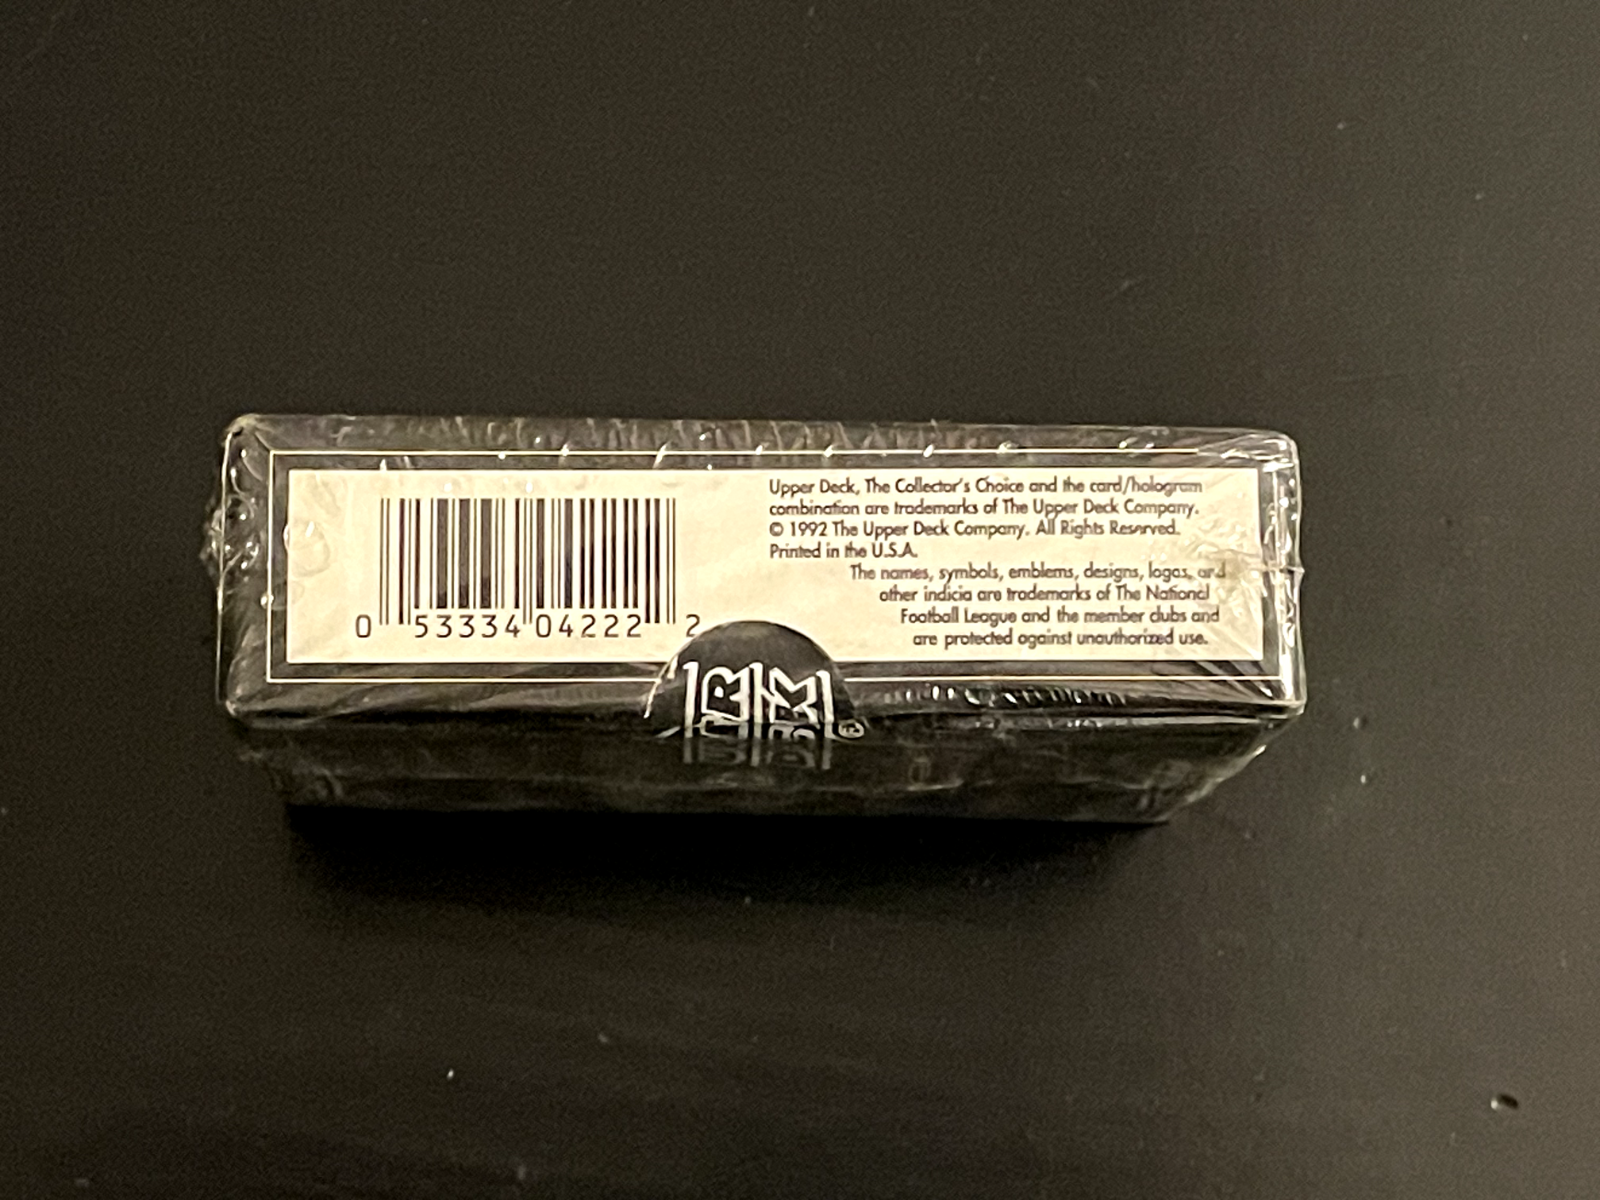 0 53334 04222 2
Upper Deck, The Collector's Choice and the card/hologram
combination are trademarks of The Upper Deck Company.
© 1992 The Upper Deck Company. All Rights Reserved.
Printed in the U.S.A.
The names, symbols, emblems, designs, logos, and
other indicia are trademarks of The National
Football League and the member clubs and
are protected against unauthorized use.